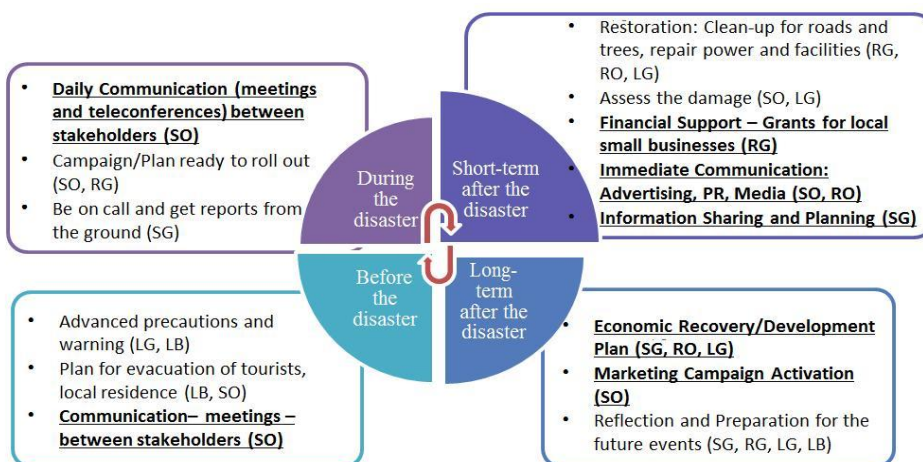 • Daily Communication (meetings
and teleconferences) between
stakeholders (SO)
• Campaign/Plan ready to roll out
(SO, RG)
• Be on call and get reports from
the ground (SG)
During
the
disaster
Short-term
after the
disaster
• Restoration: Clean-up for roads
and trees, repair power and facilities (RG,
RO, LG)
• Assess the damage (SO, LG)
• Financial Support – Grants for local
small businesses (RG)
• Immediate Communication:
Advertising, PR, Media (SO, RO)
• Information Sharing and Planning (SG)
• Advanced precautions and
warning (LG, LB)
• Plan for evacuation of tourists,
local residence (LB, SO)
• Communication– meetings –
between stakeholders (SO)
Before
the
disaster
Long-
term
after the
disaster
• Economic Recovery/Development
Plan (SG, RO, LG)
• Marketing Campaign Activation
(SO)
• Reflection and Preparation for the
future events (SG, RG, LG, LB)